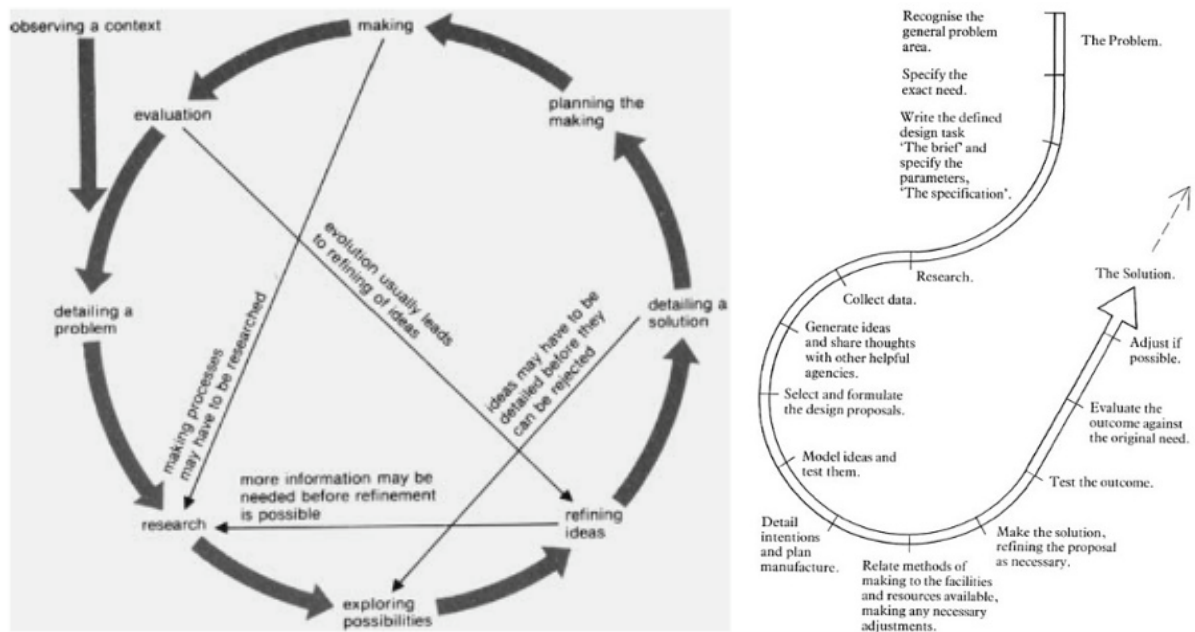 observing a context
making
evaluation
planning the
making
detailing a
problem
detailing a
solution
research
refining
ideas
exploring
possibilities
making processes
may have to be researched
evolution usually leads
to refining of ideas
ideas may have to be
detailed before they
can be rejected
more information may be
needed before refinement
is possible
Recognise the
general problem
area.
The Problem.
Specify the
exact need.
Write the defined
design task
'The brief' and
specify the
parameters,
'The specification'.
Research.
Collect data.
Generate ideas
and share thoughts
with other helpful
agencies.
Select and formulate
the design proposals.
Model ideas and
test them.
Detail
intentions
and plan
manufacture.
Relate methods of
making to the facilities
and resources available,
making any necessary
adjustments.
Make the solution,
refining the proposal
as necessary.
Test the outcome.
Evaluate the
outcome against
the original need.
Adjust if
possible.
The Solution.